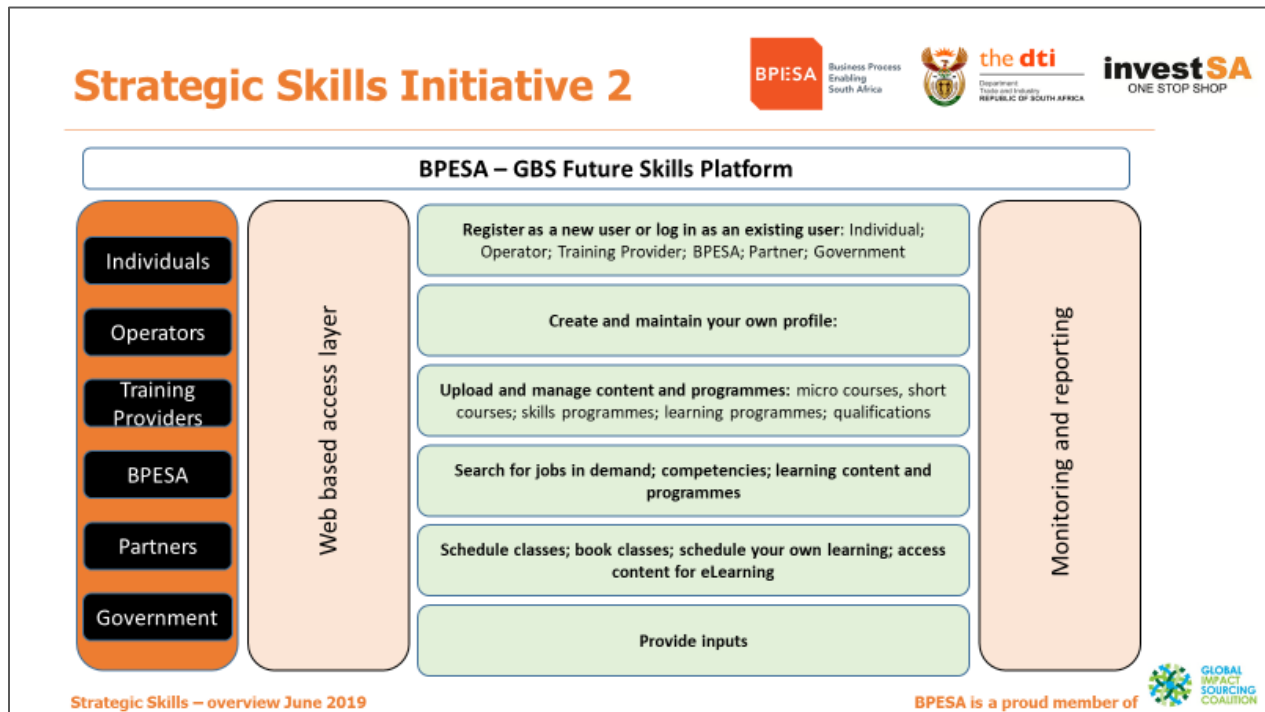 Strategic Skills Initiative 2
BPESA
Business Process
Enabling
South Africa
the dti
Department
Trade and Industry
REPUBLIC OF SOUTH AFRICA
investSA
ONE STOP SHOP
BPESA – GBS Future Skills Platform
Individuals
Operators
Training
Providers
BPESA
Partners
Government
Web based access layer
Register as a new user or log in as an existing user: Individual;
Operator; Training Provider; BPESA; Partner; Government
Create and maintain your own profile:
Upload and manage content and programmes: micro courses, short
courses; skills programmes; learning programmes; qualifications
Search for jobs in demand; competencies; learning content and
programmes
Schedule classes; book classes; schedule your own learning; access
content for eLearning
Provide inputs
Monitoring and reporting
Strategic Skills – overview June 2019
BPESA is a proud member of
GLOBAL
IMPACT
SOURCING
COALITION